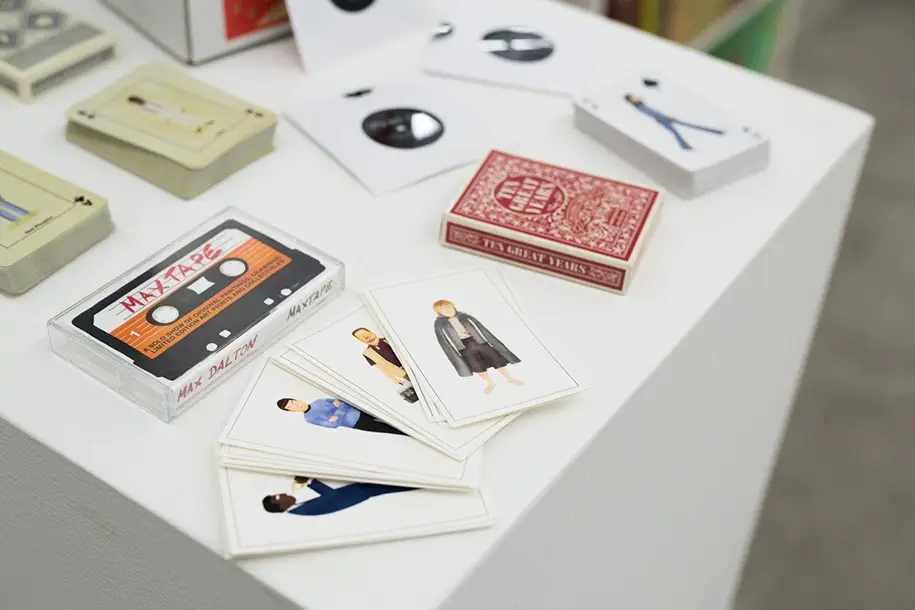 MAXTAPE
1
A SOLO SHOW OF ORIGINAL PAINTINGS, DRAWINGS
LIMITED EDITION ART PRINTS AND COLLECTIBLES
MAX DALTON
MAXTAPE
TEN
GREAT
YEARS
TEN GREAT YEARS